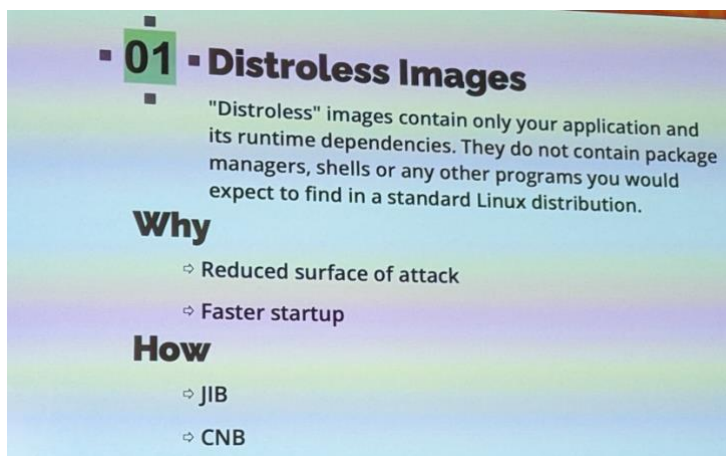 01 Distroless Images
"Distroless" images contain only your application and
its runtime dependencies. They do not contain package
managers, shells or any other programs you would
expect to find in a standard Linux distribution.
Why
⇨ Reduced surface of attack
⇨ Faster startup
How
⇨ JIB
⇨ CNB